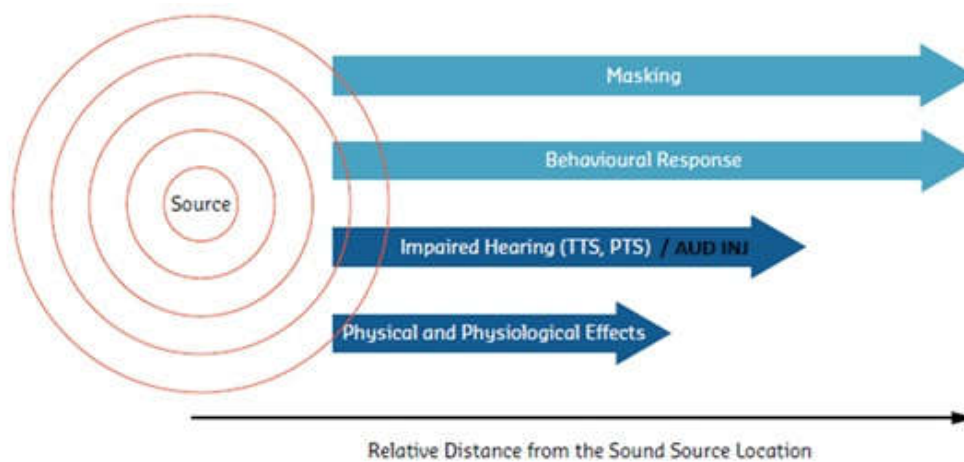 Masking
Behavioural Response
Source
Impaired Hearing (TTS, PTS) / AUD INJ
Physical and Physiological Effects
Relative Distance from the Sound Source Location